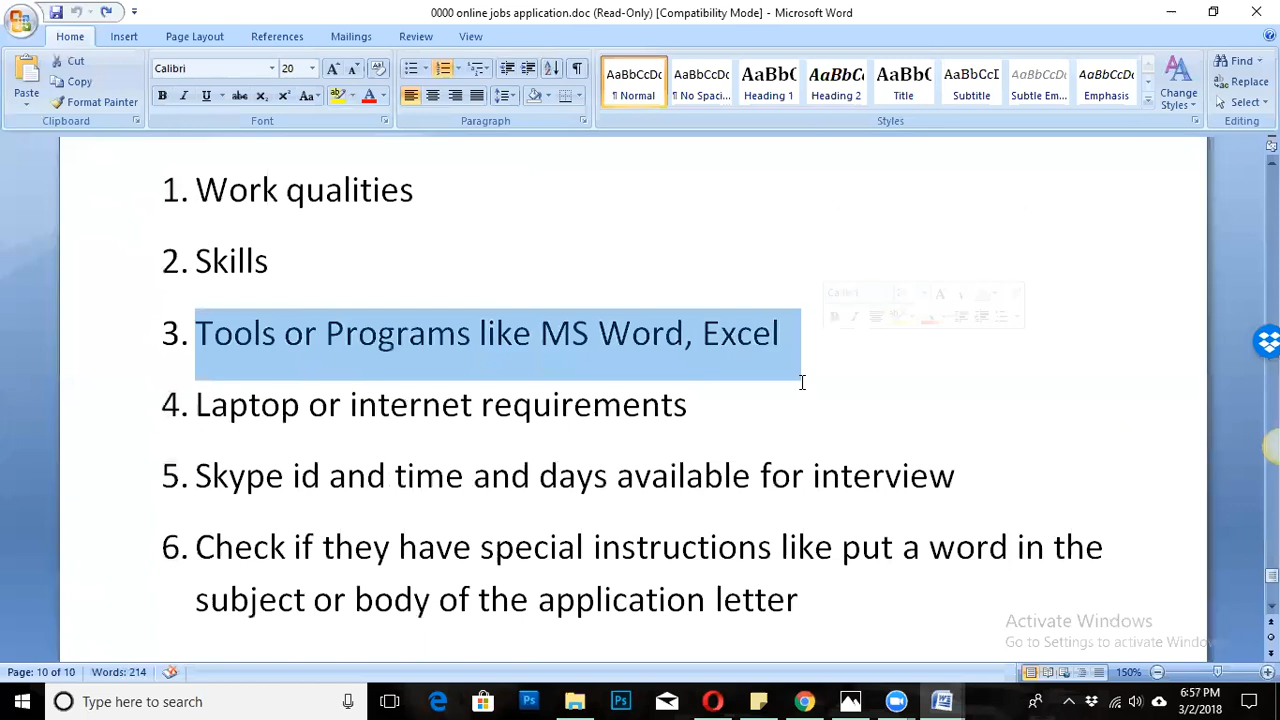 0000 online jobs application.doc (Read-Only) [Compatibility Mode] - Microsoft Word
Home Insert Page Layout References Mailings Review View
Paste
Cut
Copy
Format Painter
Clipboard
Calibri 20
B I U abc X₂ X² Aa
Font
Paragraph
AaBbCcDc AaBbCcDc AaBbC AaBbCc AaBbC AaBbCcI AaBbCcDc AaBbCcDc
¶ Normal ¶ No Spaci... Heading 1 Heading 2 Title Subtitle Subtle Em... Emphasis
Change Styles
Styles
Find
Replace
Select
Editing
1. Work qualities
2. Skills
3. Tools or Programs like MS Word, Excel
4. Laptop or internet requirements
5. Skype id and time and days available for interview
6. Check if they have special instructions like put a word in the
subject or body of the application letter
Activate Windows
Go to Settings to activate Windows
Page: 10 of 10 Words: 214 150%
Type here to search
6:57 PM
3/2/2018